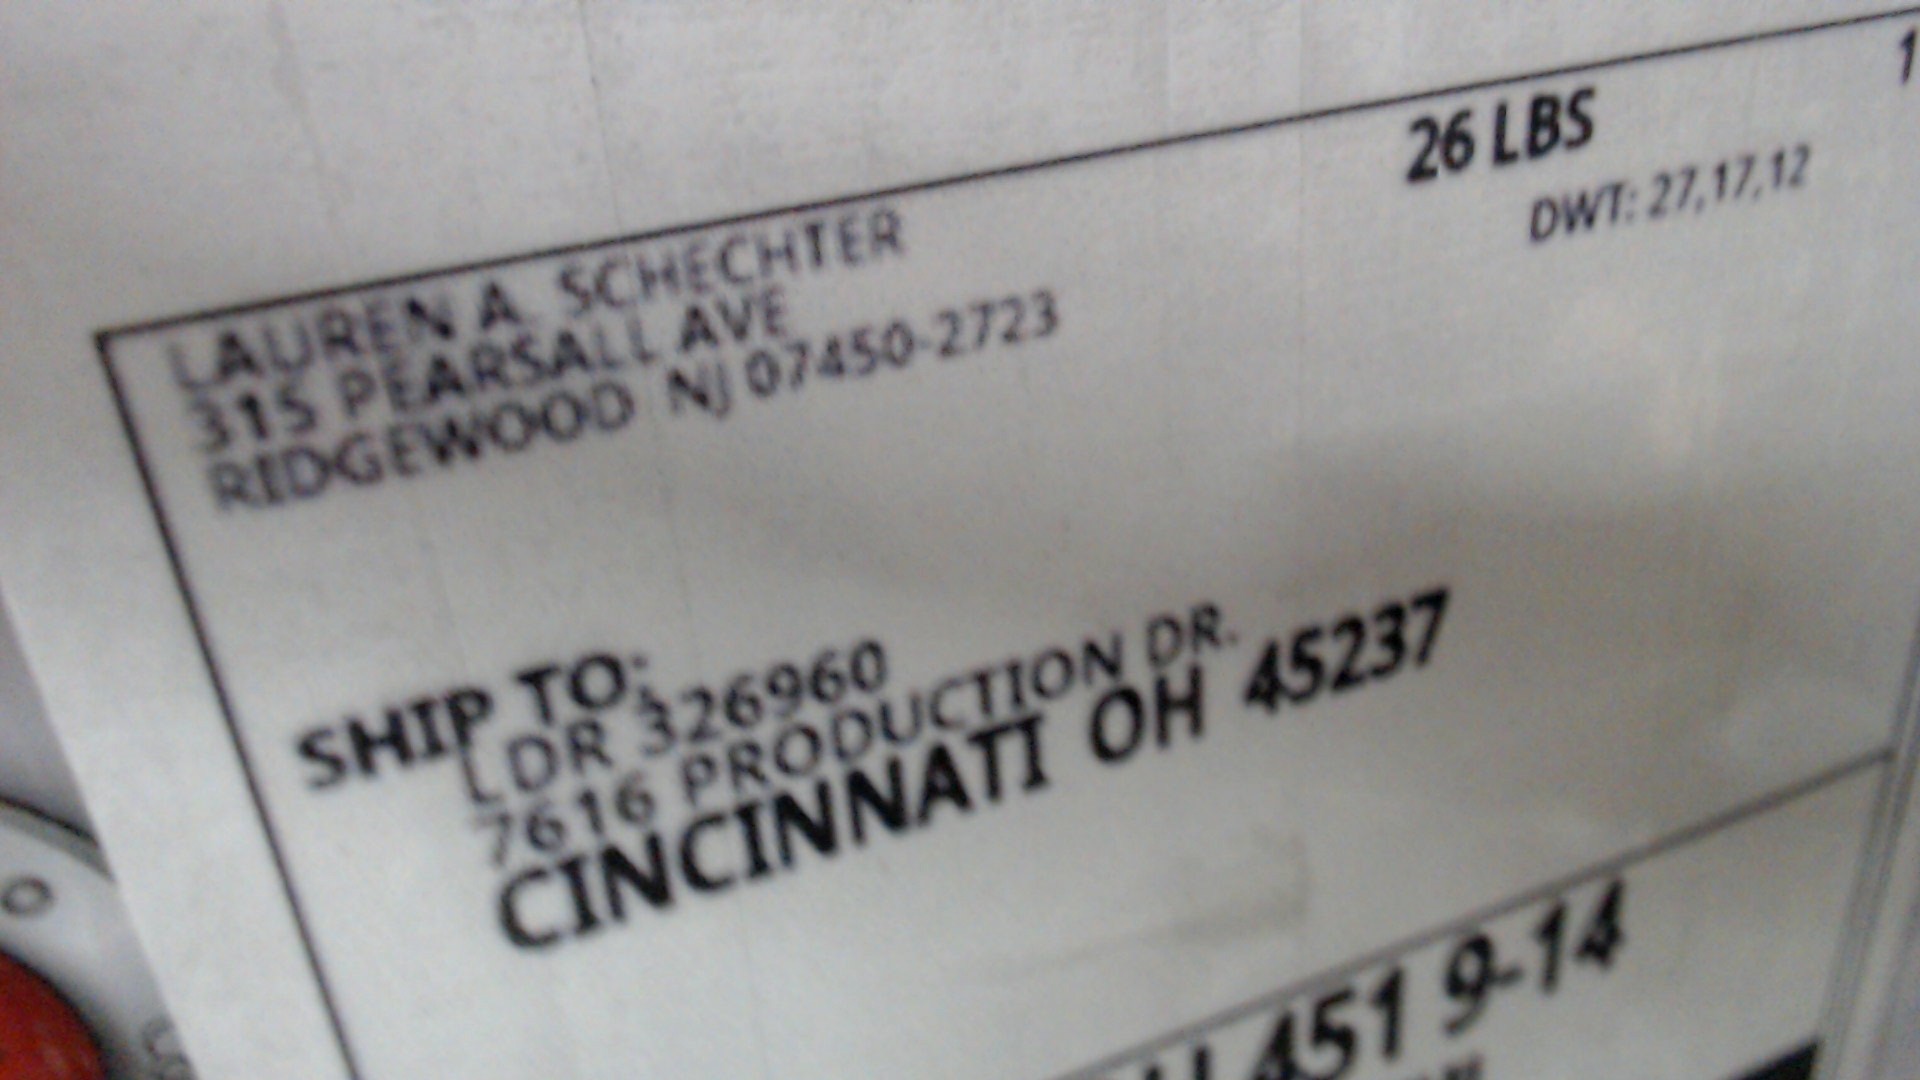 26 LBS
1
DWT: 27,17,12
LAUREN A. SCHECHTER
315 PEARSALL AVE
RIDGEWOOD NJ 07450-2723
SHIP TO:
LDR 326960
7616 PRODUCTION DR.
CINCINNATI OH 45237
451 9-14